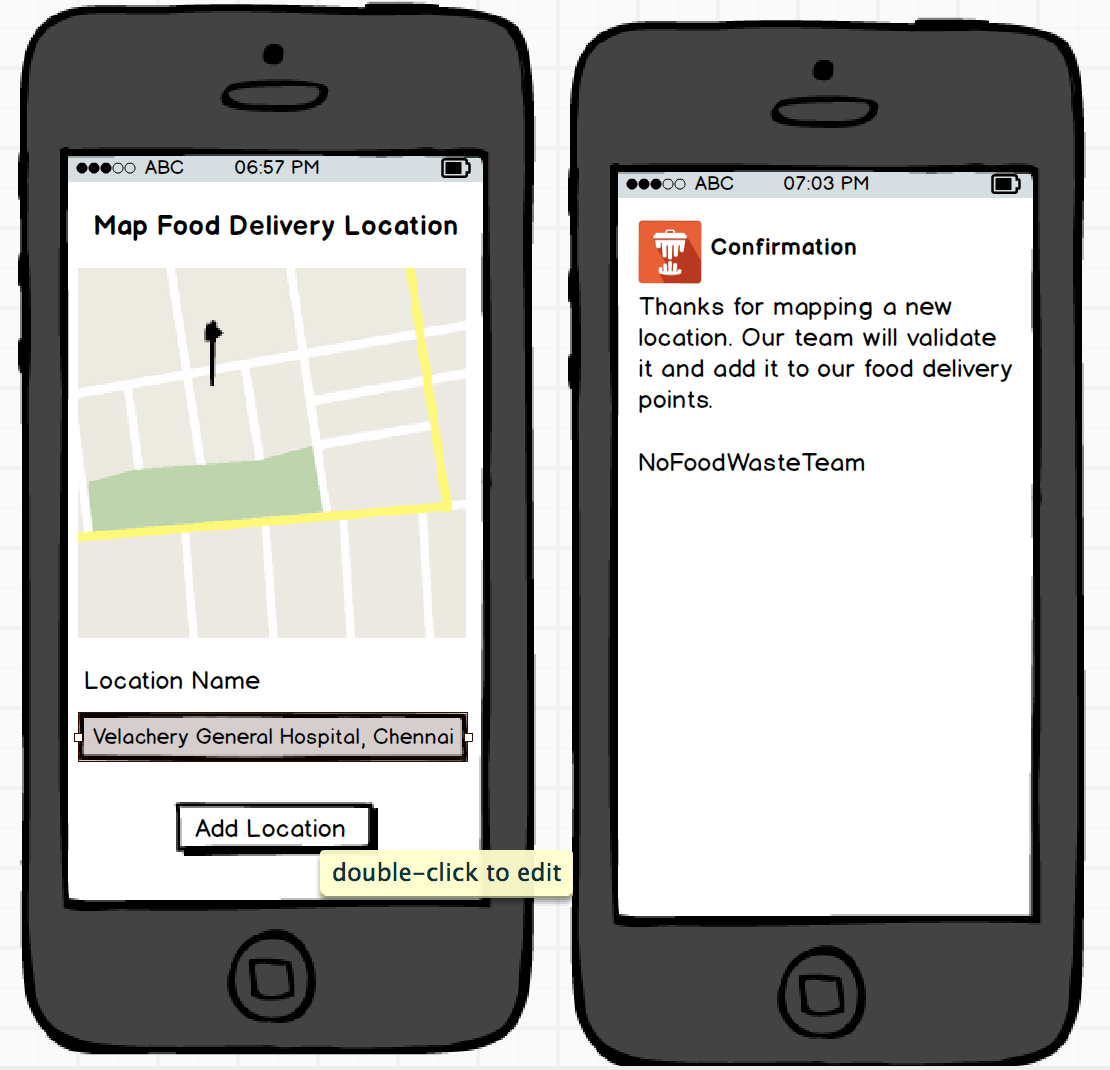 ABC 06:57 PM
Map Food Delivery Location
Location Name
Velachery General Hospital, Chennai
Add Location
double-click to edit
ABC 07:03 PM
Confirmation
Thanks for mapping a new
location. Our team will validate
it and add it to our food delivery
points.
NoFoodWasteTeam